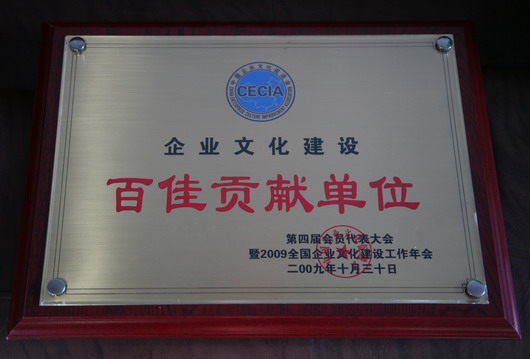 CECIA
企业文化建设
百佳贡献单位
第四届会员代表大会
暨2009全国企业文化建设工作年会
二00九年十月三十日